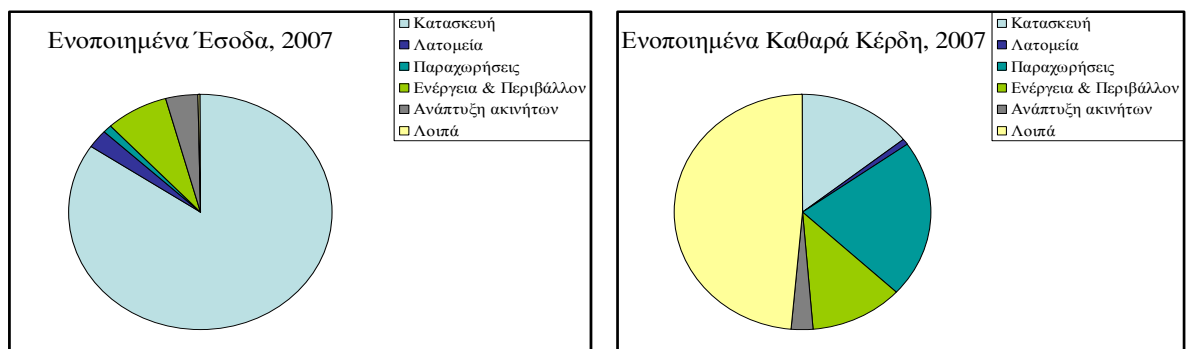 Ενοποιημένα Έσοδα, 2007
Κατασκευή
Λατομεία
Παραχωρήσεις
Ενέργεια & Περιβάλλον
Ανάπτυξη ακινήτων
Λοιπά
Ενοποιημένα Καθαρά Κέρδη, 2007
Κατασκευή
Λατομεία
Παραχωρήσεις
Ενέργεια & Περιβάλλον
Ανάπτυξη ακινήτων
Λοιπά